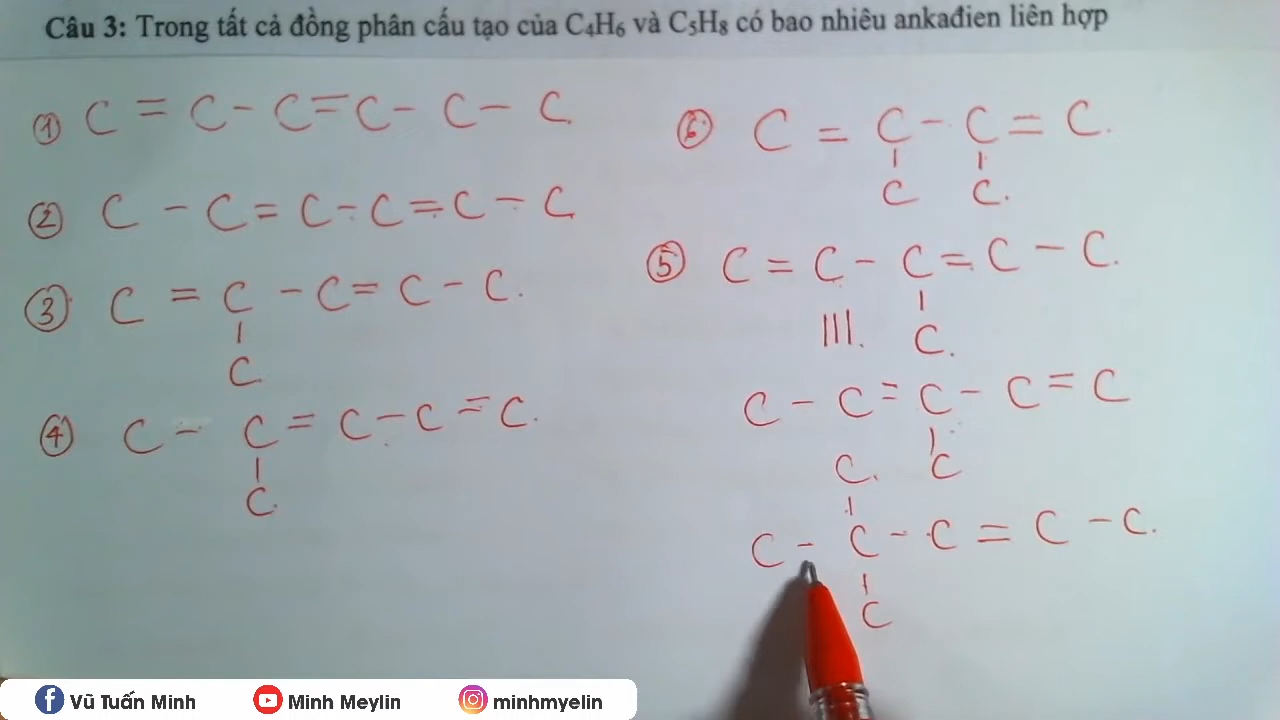 Câu 3: Trong tất cả đồng phân cấu tạo của C₄H₆ và C₅H₈ có bao nhiêu ankađien liên hợp
① C = C - C = C - C - C
② C - C = C - C = C - C
③ C = C - C = C - C.
C
④ C - C = C - C = C.
C
⑥ C = C - C = C.
C C.
⑤ C = C - C = C - C.
III. C.
C - C = C - C = C
C. C
C - C - C = C - C.
C
Vũ Tuấn Minh Minh Meylin minhmyelin